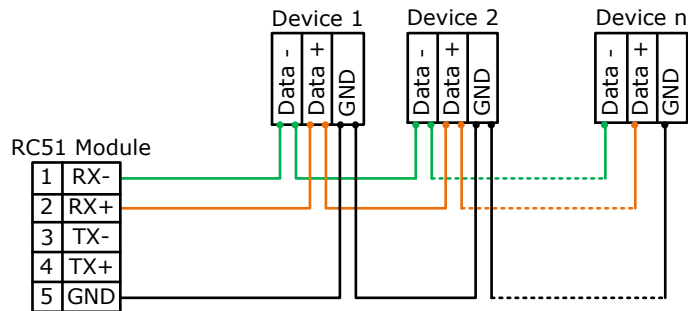 Device 1
Device 2
Device n
Data -
Data +
GND
Data -
Data +
GND
Data -
Data +
GND
RC51 Module
1 RX-
2 RX+
3 TX-
4 TX+
5 GND